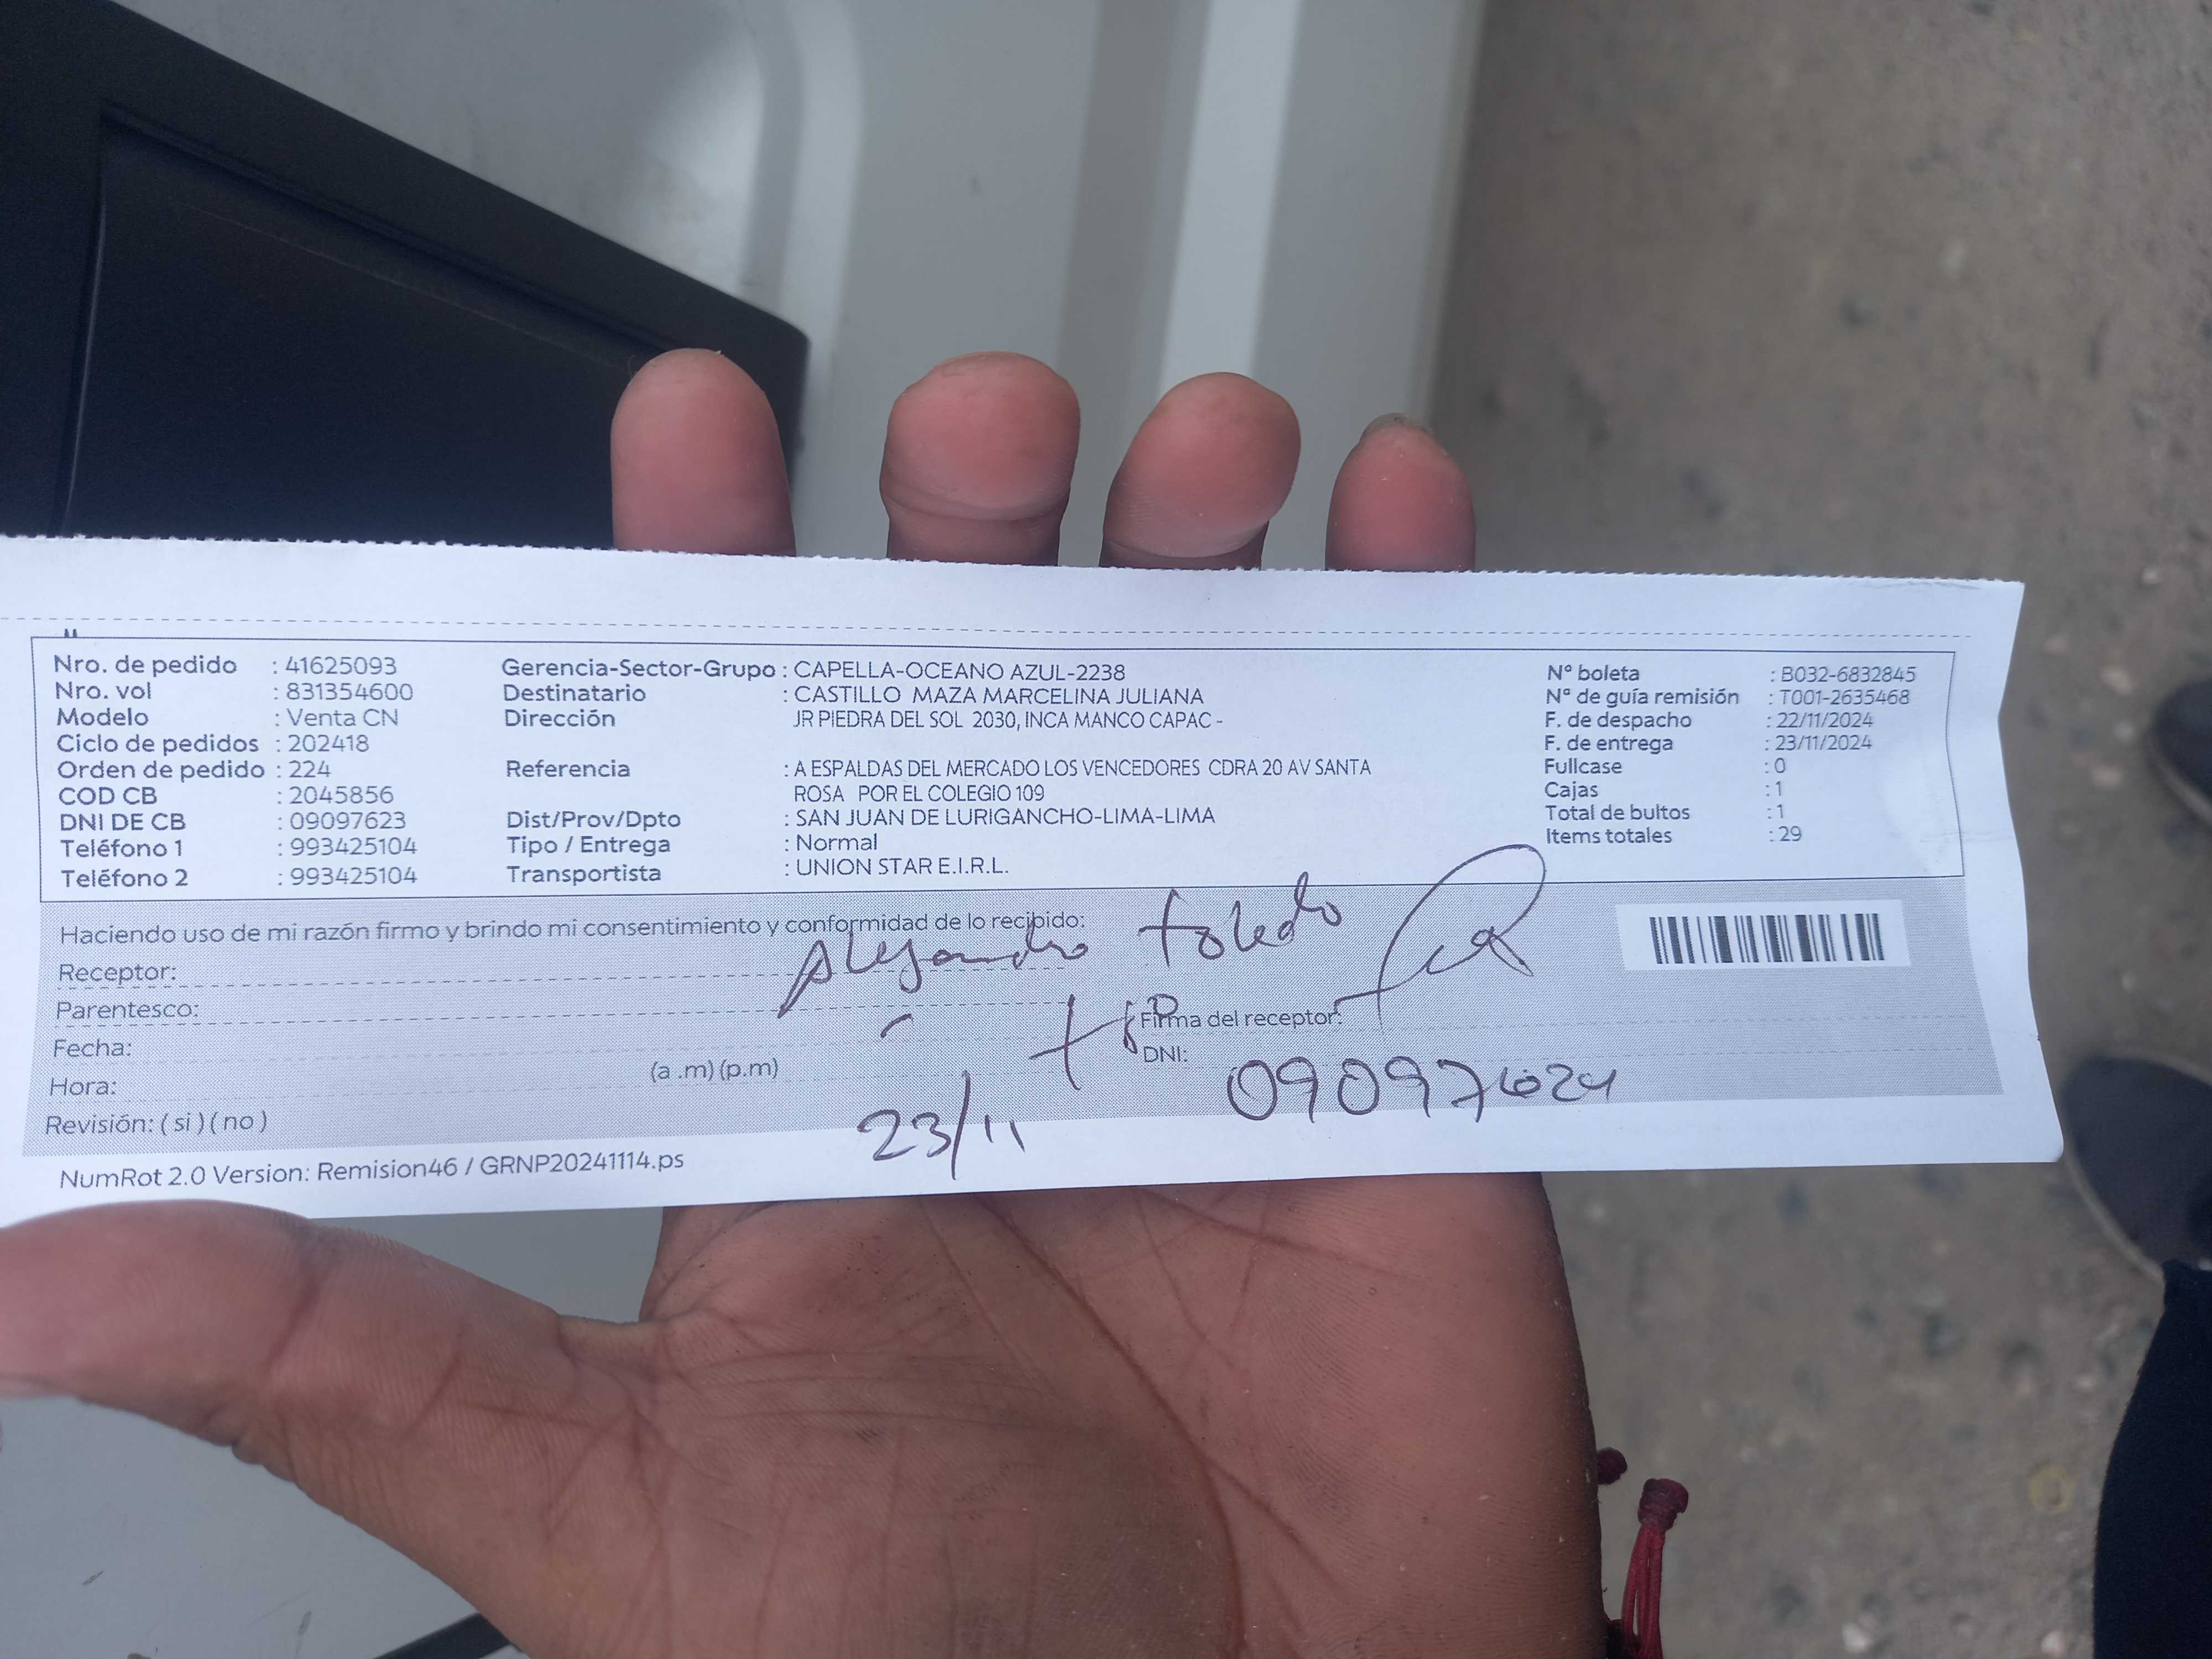 Nro. de pedido : 41625093
Nro. vol : 831354600
Modelo : Venta CN
Ciclo de pedidos : 202418
Orden de pedido : 224
COD CB : 2045856
DNI DE CB : 09097623
Teléfono 1 : 993425104
Teléfono 2 : 993425104
Gerencia-Sector-Grupo : CAPELLA-OCEANO AZUL-2238
Destinatario : CASTILLO MAZA MARCELINA JULIANA
Dirección JR PIEDRA DEL SOL 2030, INCA MANCO CAPAC -
Referencia : A ESPALDAS DEL MERCADO LOS VENCEDORES CDRA 20 AV SANTA
ROSA POR EL COLEGIO 109
Dist/Prov/Dpto : SAN JUAN DE LURIGANCHO-LIMA-LIMA
Tipo / Entrega : Normal
Transportista : UNION STAR E.I.R.L.
Nº boleta : B032-6832845
Nº de guía remisión : T001-2635468
F. de despacho : 22/11/2024
F. de entrega : 23/11/2024
Fullcase : 0
Cajas : 1
Total de bultos : 1
Items totales : 29
Haciendo uso de mi razón firmo y brindo mi consentimiento y conformidad de lo recibido:
Receptor: Alejandro Toledo
Parentesco:
Firma del receptor:
Fecha:
DNI: 09097624
Hora: (a .m) (p.m)
23/11
Revisión: ( si ) ( no )
NumRot 2.0 Version: Remision46 / GRNP20241114.ps